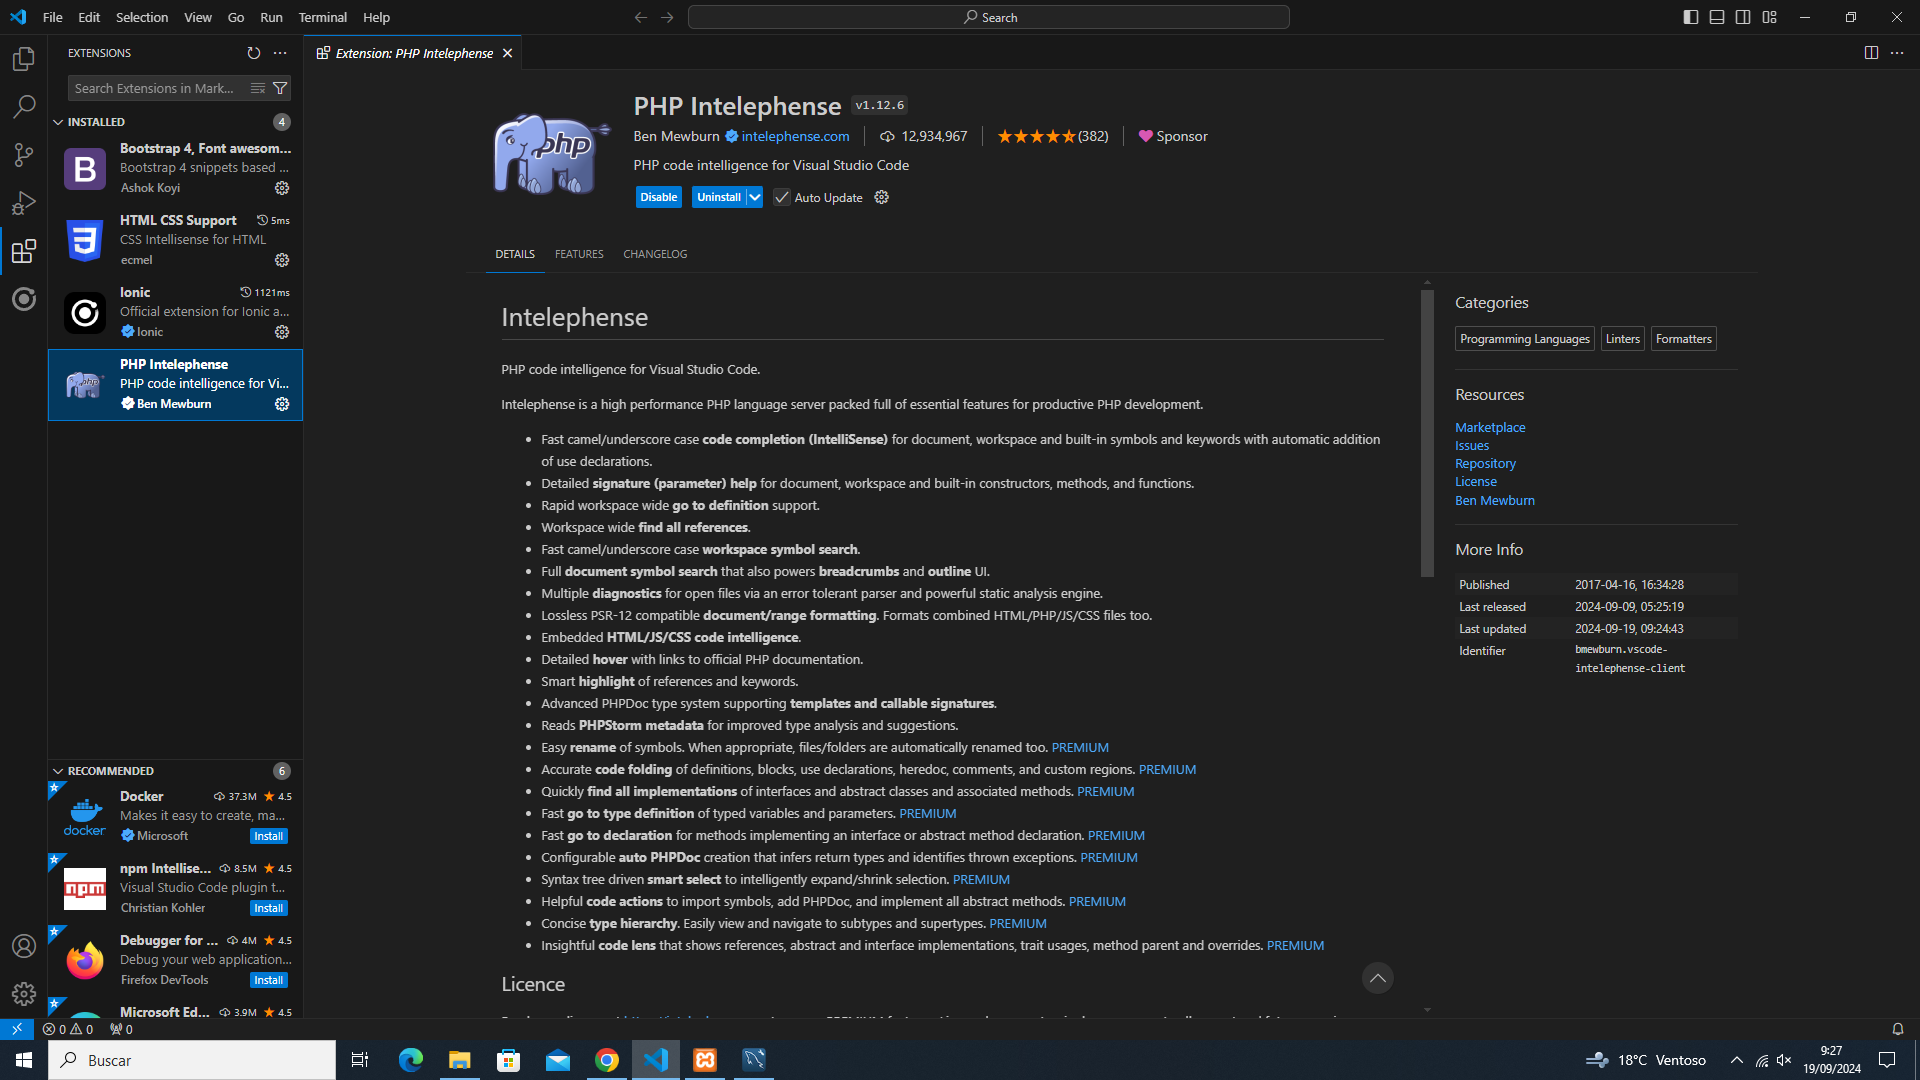 File Edit Selection View Go Run Terminal Help
Search
EXTENSIONS
Search Extensions in Mark...
INSTALLED 4
Bootstrap 4, Font awesom...
Bootstrap 4 snippets based ...
Ashok Koyi
HTML CSS Support 5ms
CSS Intellisense for HTML
ecmel
Ionic 1121ms
Official extension for Ionic a...
Ionic
PHP Intelephense
PHP code intelligence for Vi...
Ben Mewburn
RECOMMENDED 6
Docker 37.3M 4.5
Makes it easy to create, ma...
Microsoft Install
docker
npm Intellise... 8.5M 4.5
Visual Studio Code plugin t...
Christian Kohler Install
npm
Debugger for ... 4M 4.5
Debug your web application...
Firefox DevTools Install
Microsoft Ed... 3.9M 4.5
Extension: PHP Intelephense
php
PHP Intelephense v1.12.6
Ben Mewburn intelephense.com 12,934,967 (382) Sponsor
PHP code intelligence for Visual Studio Code
Disable Uninstall Auto Update
DETAILS FEATURES CHANGELOG
Intelephense
PHP code intelligence for Visual Studio Code.
Intelephense is a high performance PHP language server packed full of essential features for productive PHP development.
• Fast camel/underscore case code completion (IntelliSense) for document, workspace and built-in symbols and keywords with automatic addition
of use declarations.
• Detailed signature (parameter) help for document, workspace and built-in constructors, methods, and functions.
• Rapid workspace wide go to definition support.
• Workspace wide find all references.
• Fast camel/underscore case workspace symbol search.
• Full document symbol search that also powers breadcrumbs and outline UI.
• Multiple diagnostics for open files via an error tolerant parser and powerful static analysis engine.
• Lossless PSR-12 compatible document/range formatting. Formats combined HTML/PHP/JS/CSS files too.
• Embedded HTML/JS/CSS code intelligence.
• Detailed hover with links to official PHP documentation.
• Smart highlight of references and keywords.
• Advanced PHPDoc type system supporting templates and callable signatures.
• Reads PHPStorm metadata for improved type analysis and suggestions.
• Easy rename of symbols. When appropriate, files/folders are automatically renamed too. PREMIUM
• Accurate code folding of definitions, blocks, use declarations, heredoc, comments, and custom regions. PREMIUM
• Quickly find all implementations of interfaces and abstract classes and associated methods. PREMIUM
• Fast go to type definition of typed variables and parameters. PREMIUM
• Fast go to declaration for methods implementing an interface or abstract method declaration. PREMIUM
• Configurable auto PHPDoc creation that infers return types and identifies thrown exceptions. PREMIUM
• Syntax tree driven smart select to intelligently expand/shrink selection. PREMIUM
• Helpful code actions to import symbols, add PHPDoc, and implement all abstract methods. PREMIUM
• Concise type hierarchy. Easily view and navigate to subtypes and supertypes. PREMIUM
• Insightful code lens that shows references, abstract and interface implementations, trait usages, method parent and overrides. PREMIUM
Licence
Categories
Programming Languages Linters Formatters
Resources
Marketplace
Issues
Repository
License
Ben Mewburn
More Info
Published 2017-04-16, 16:34:28
Last released 2024-09-09, 05:25:19
Last updated 2024-09-19, 09:24:43
Identifier bmewburn.vscode-
intelephense-client
0 0 0
Buscar
18°C Ventoso
9:27
19/09/2024